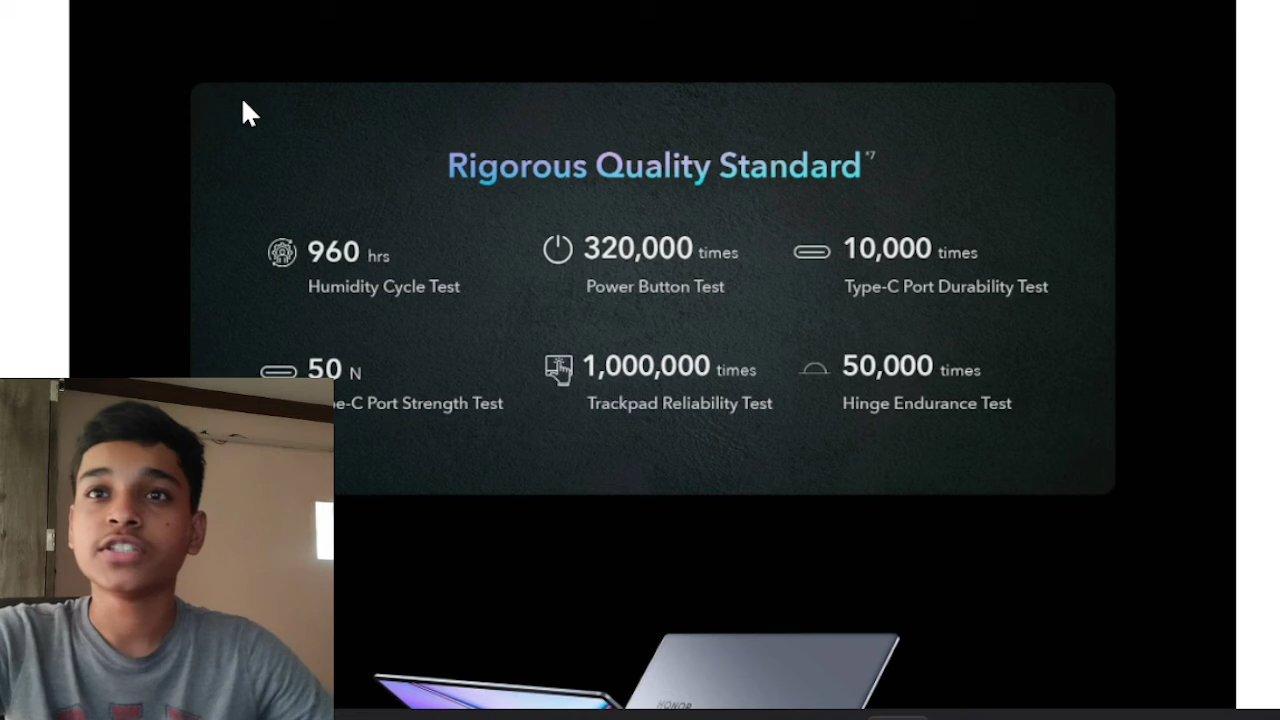 Rigorous Quality Standard*7
960 hrs
Humidity Cycle Test
320,000 times
Power Button Test
10,000 times
Type-C Port Durability Test
50 N
e-C Port Strength Test
1,000,000 times
Trackpad Reliability Test
50,000 times
Hinge Endurance Test
HONOR